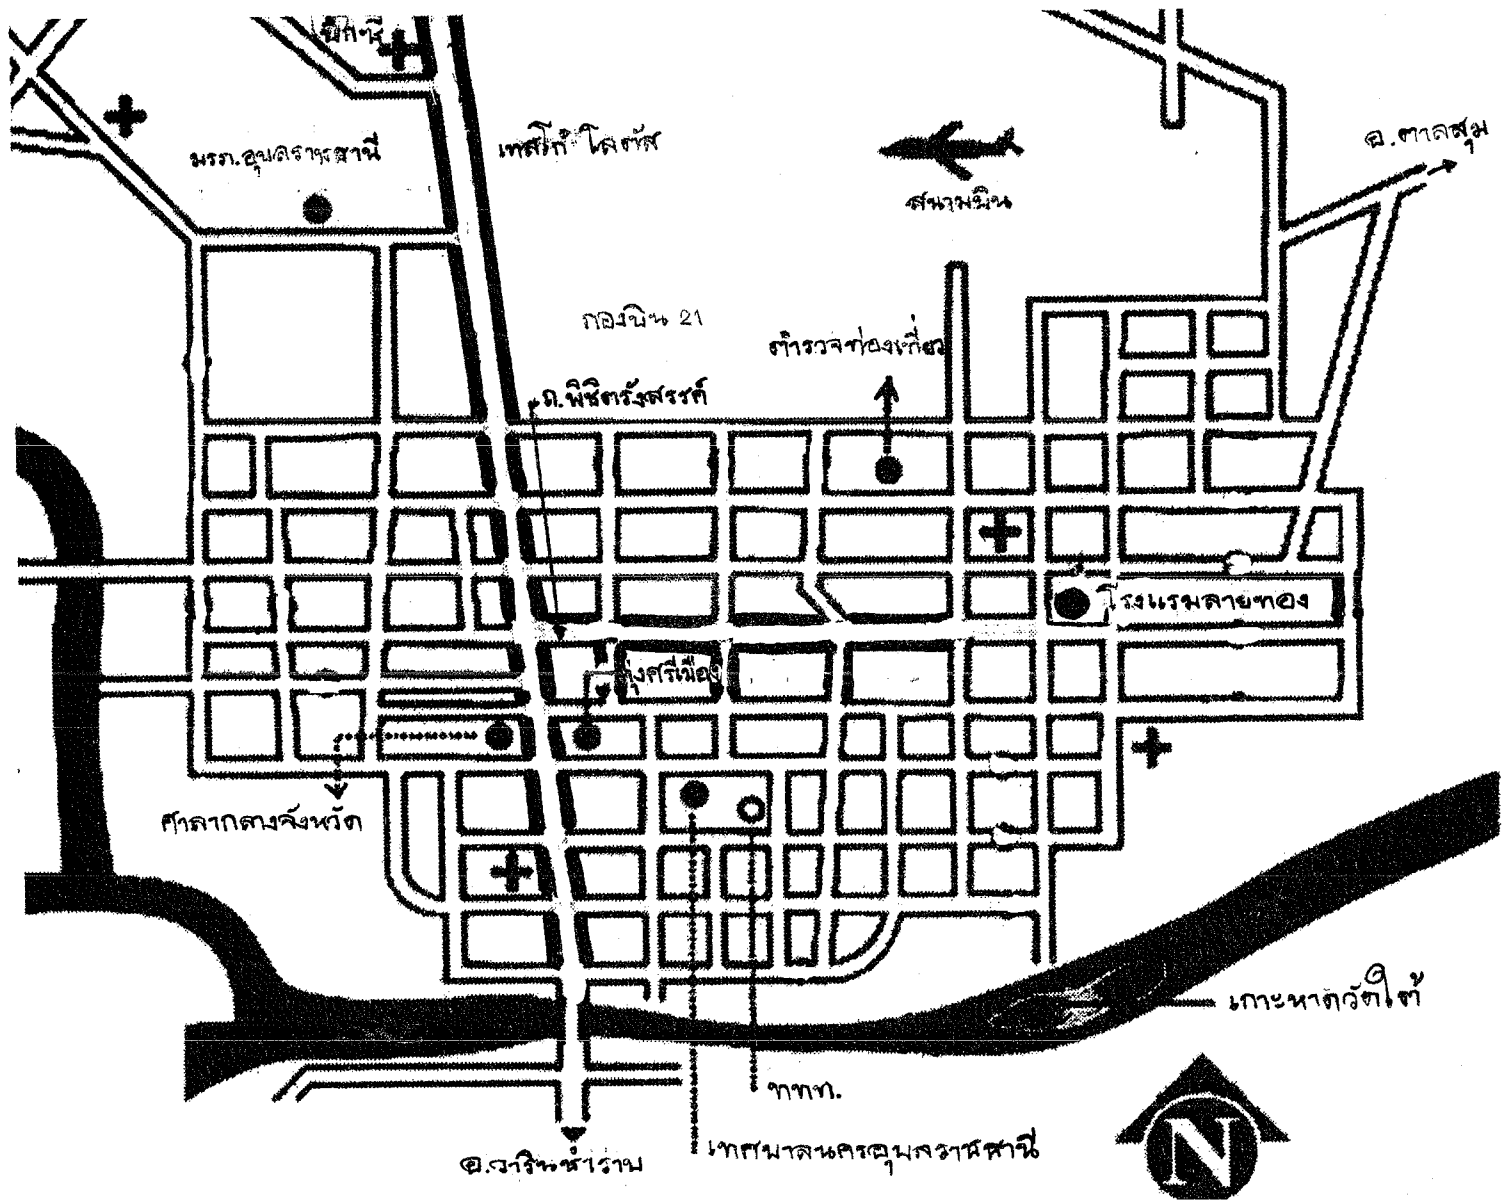 บิ๊กซี
อ.ตาลสุม
มรภ.อุบลราชธานี
เทสโก้ โลตัส
สนามบิน
กองบิน 21
ตำรวจท่องเที่ยว
ถ.พิชิตรังสรรค์
โรงแรมลายทอง
ทุ่งศรีเมือง
ศาลากลางจังหวัด
เกาะหาดวัดใต้
ททท.
เทศบาลนครอุบลราชธานี
อ.วารินชำราบ
N